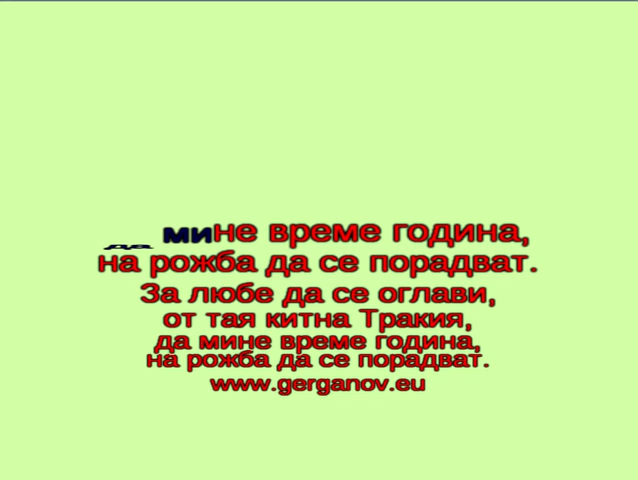 да мине време година,
на рожба да се порадват.
За любе да се оглави,
от тая китна Тракия,
да мине време година,
на рожба да се порадват.
www.gerganov.eu